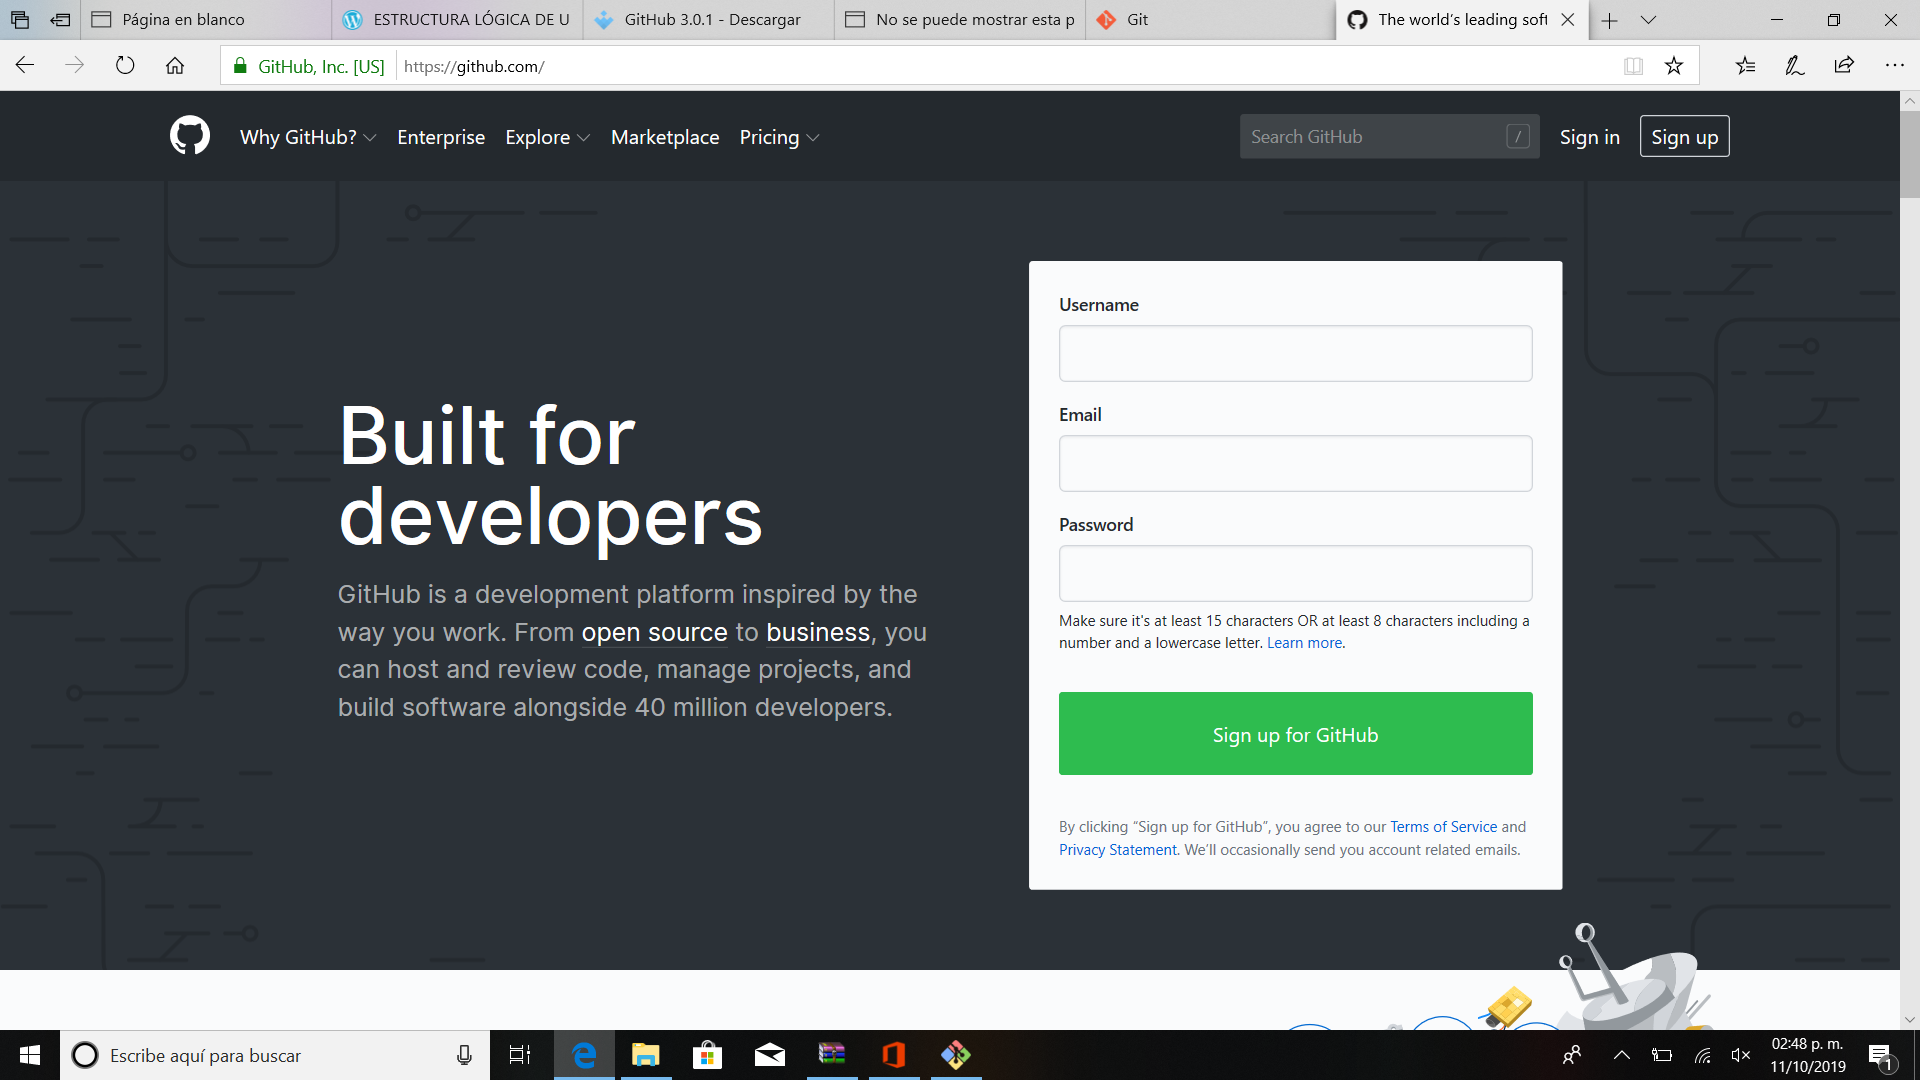 Página en blanco
ESTRUCTURA LÓGICA DE U
GitHub 3.0.1 - Descargar
No se puede mostrar esta p
Git
The world's leading soft
GitHub, Inc. [US]
https://github.com/
Why GitHub?
Enterprise
Explore
Marketplace
Pricing
Search GitHub
/
Sign in
Sign up
Built for
developers
GitHub is a development platform inspired by the
way you work. From open source to business, you
can host and review code, manage projects, and
build software alongside 40 million developers.
Username
Email
Password
Make sure it's at least 15 characters OR at least 8 characters including a
number and a lowercase letter. Learn more.
Sign up for GitHub
By clicking “Sign up for GitHub”, you agree to our Terms of Service and
Privacy Statement. We'll occasionally send you account related emails.
Escribe aquí para buscar
02:48 p. m.
11/10/2019
1